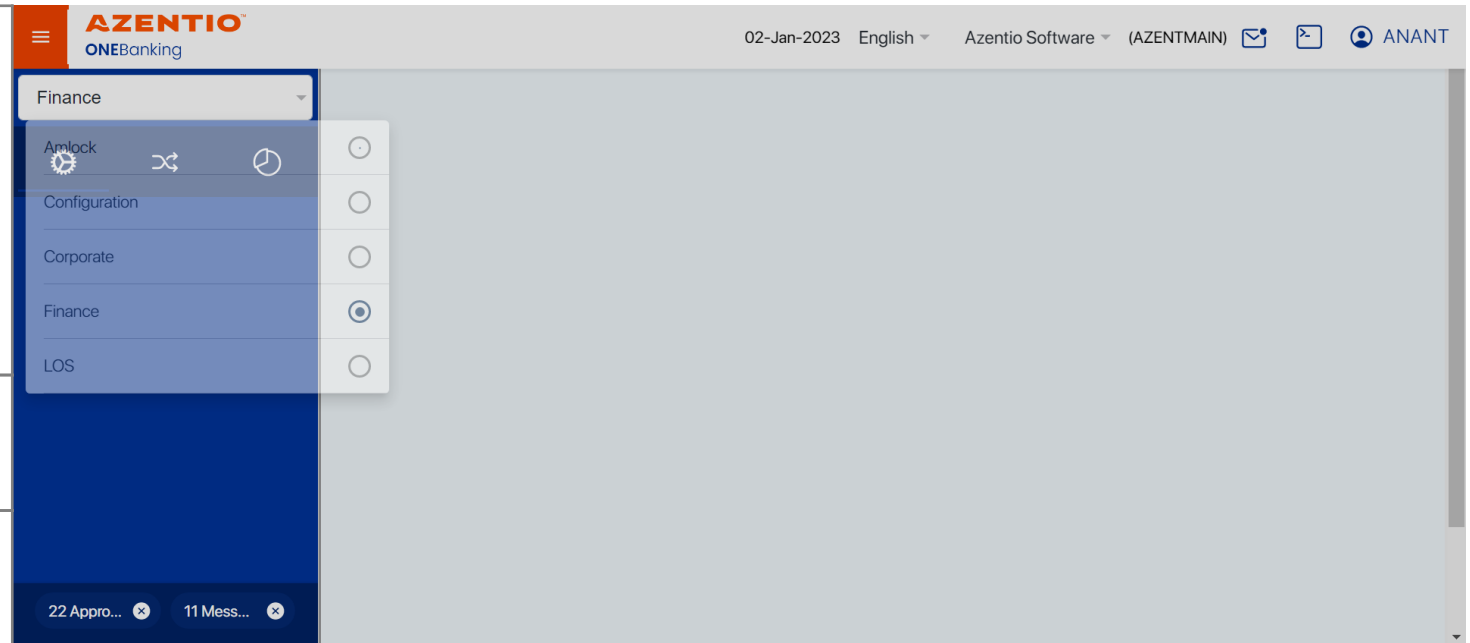 AZENTIO™
ONEBanking
02-Jan-2023 English Azentio Software (AZENTMAIN) ANANT
Finance
Amlock
Configuration
Corporate
Finance
LOS
22 Appro... 11 Mess...